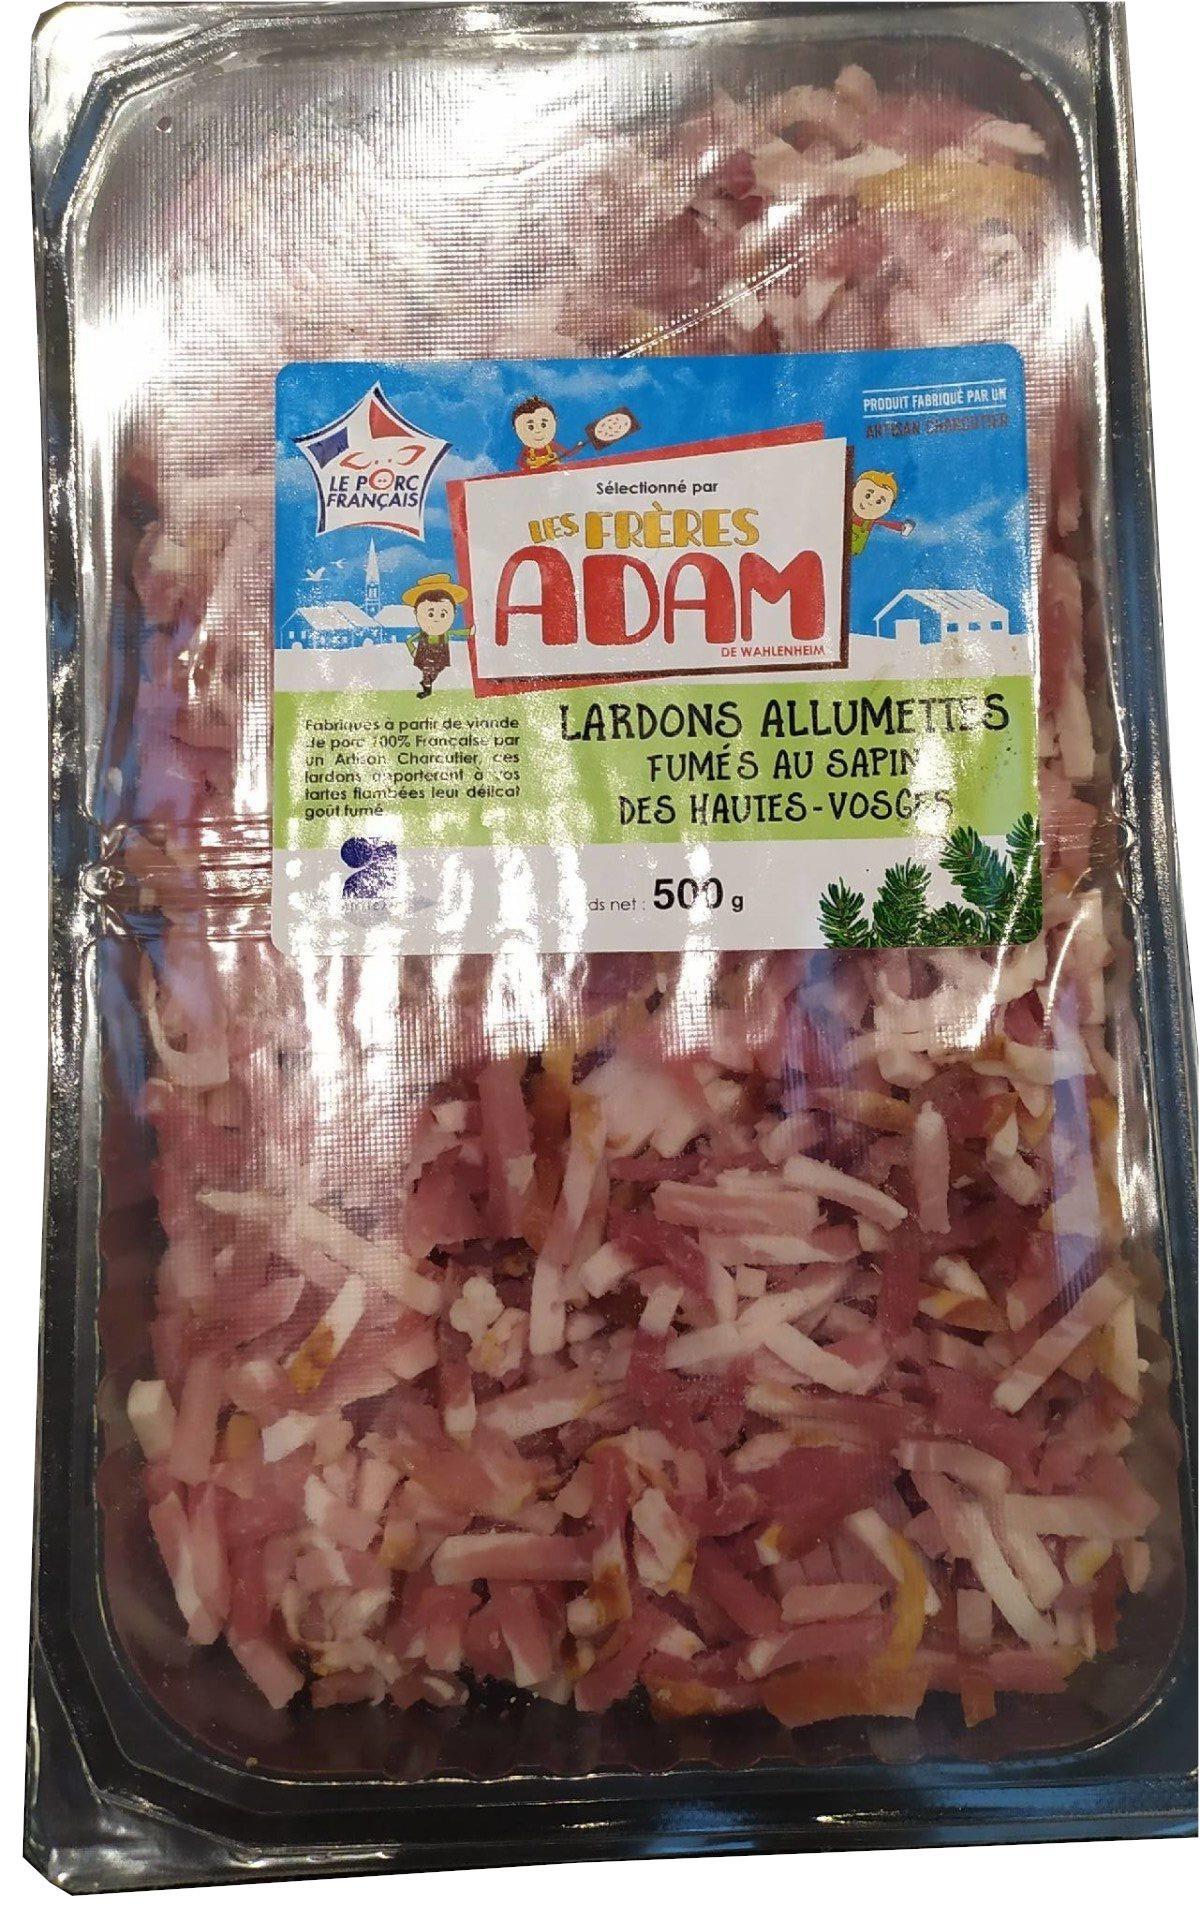 LE PORC
FRANÇAIS
PRODUIT FABRIQUÉ PAR UN
ARTISAN CHARCUTIER
Sélectionné par
LES FRÈRES
ADAM
DE WAHLENHEIM
LARDONS ALLUMETTES
FUMÉS AU SAPIN
DES HAUTES-VOSGES
Fabriqués à partir de viande
de porc 100% Française par
un Artisan Charcutier, ces
lardons apporteront à vos
tartes flambées leur délicat
goût fumé
ds net : 500 g